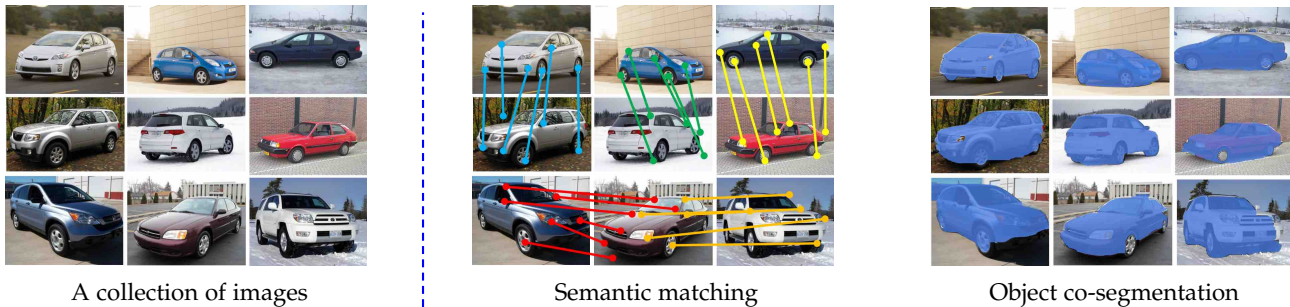 A collection of images
Semantic matching
Object co-segmentation